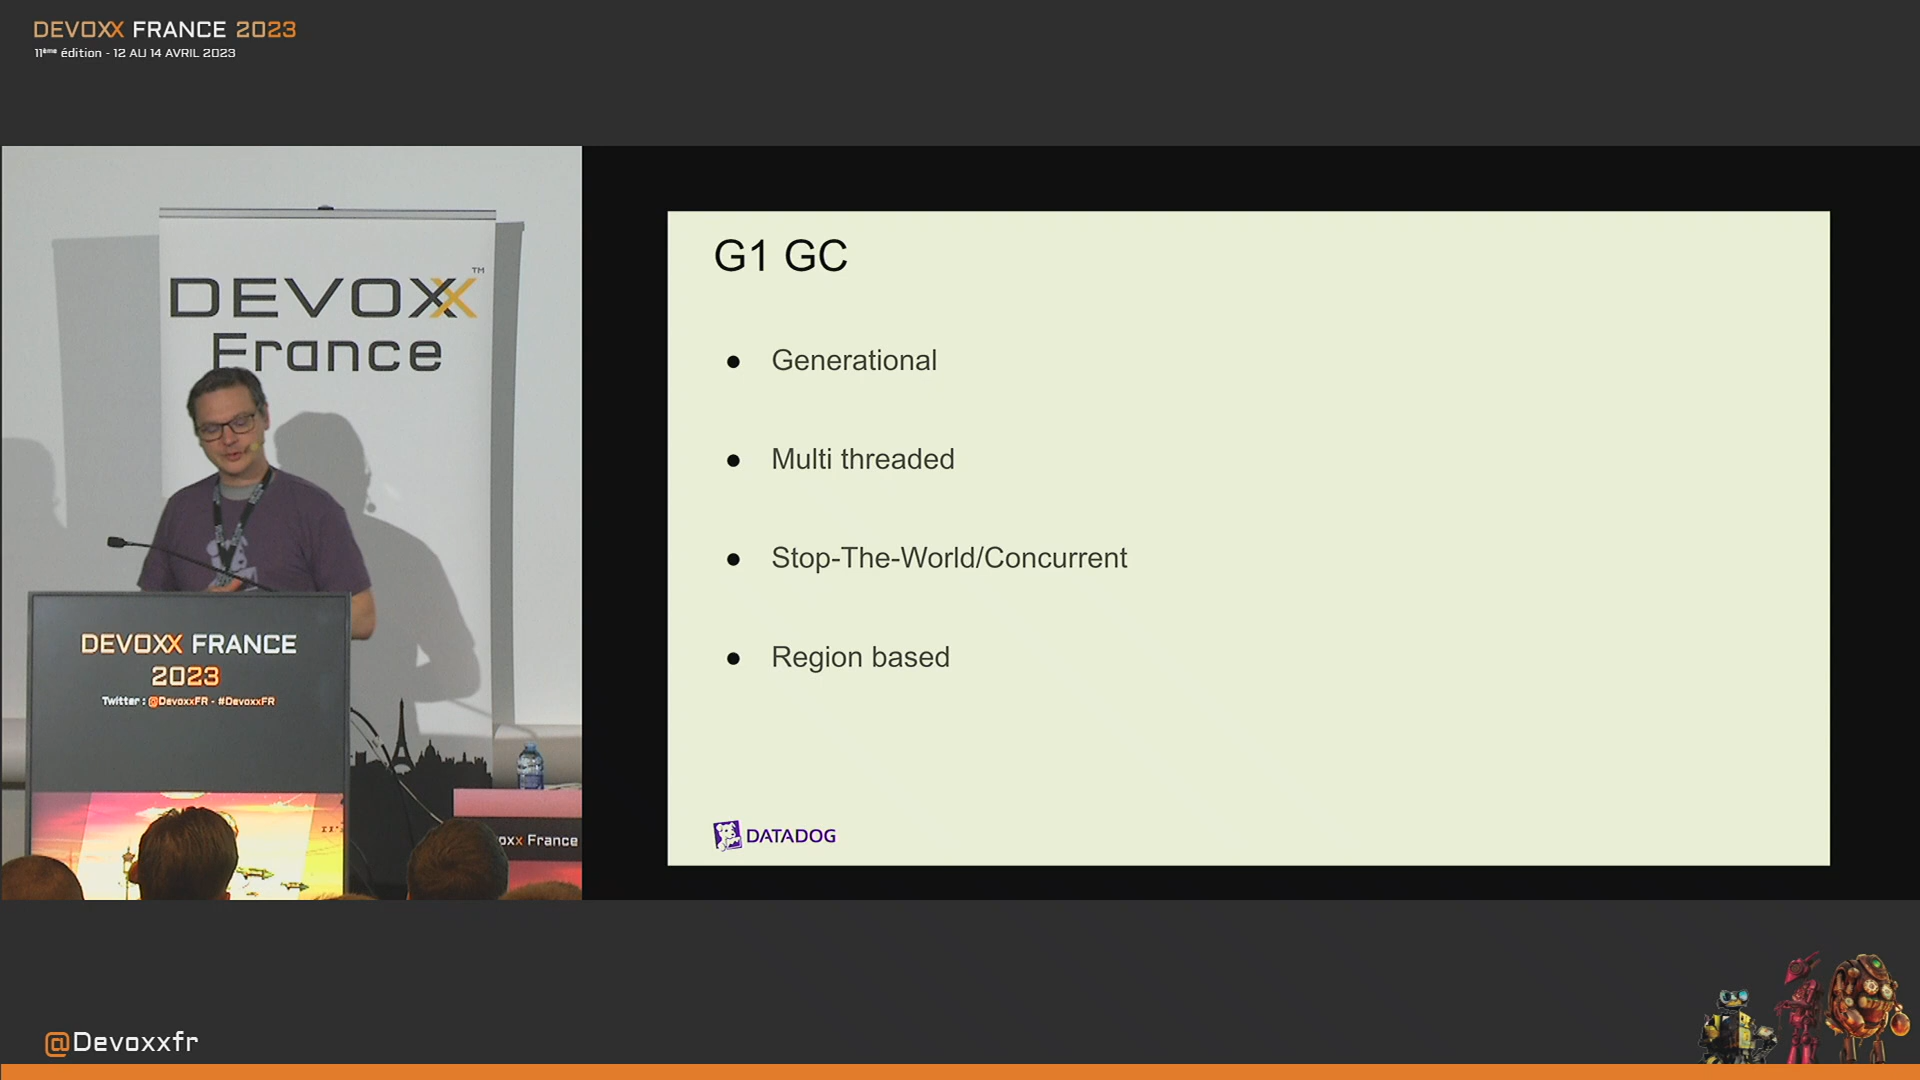 DEVOXX FRANCE 2023
11ème édition - 12 AU 14 AVRIL 2023
DEVOXX™
France
DEVOXX FRANCE
2023
Twitter : @DevoxxFR - #DevoxxFR
oxx France
G1 GC
● Generational
● Multi threaded
● Stop-The-World/Concurrent
● Region based
DATADOG
@Devoxxfr